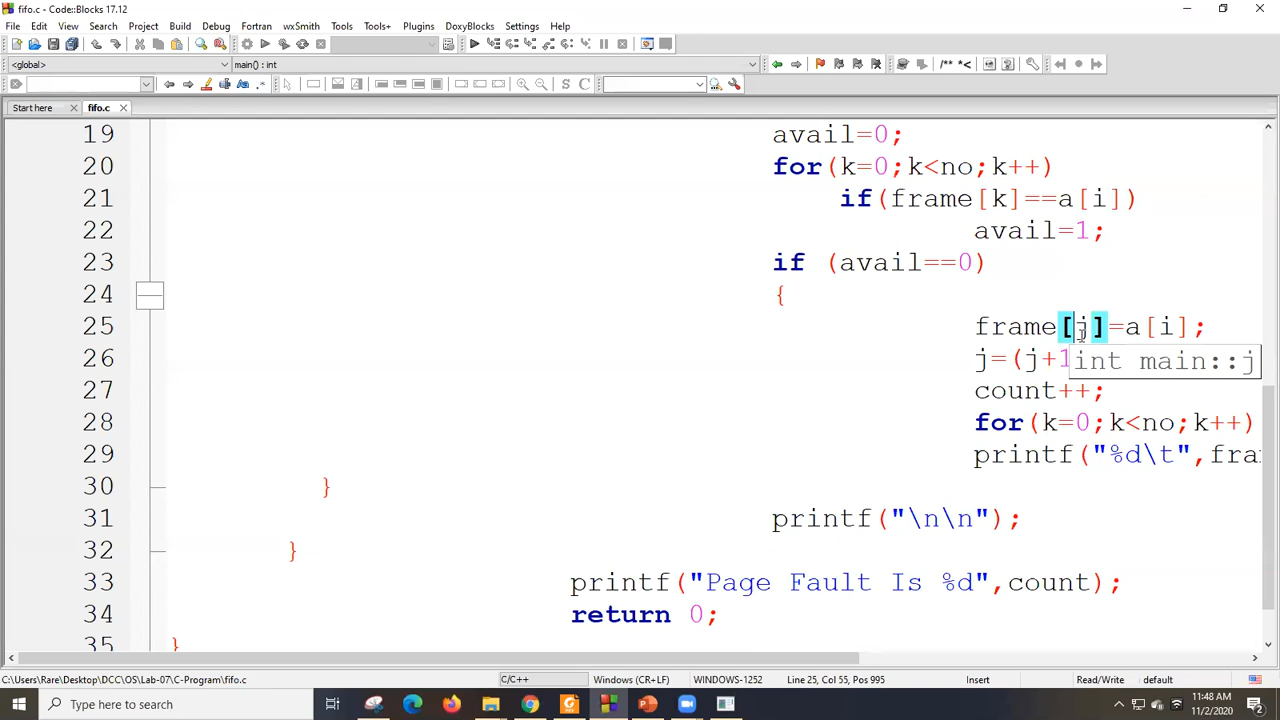 fifo.c - Code::Blocks 17.12
File Edit View Search Project Build Debug Fortran wxSmith Tools Tools+ Plugins DoxyBlocks Settings Help
<global> main() : int
/** *<
S C
Start here fifo.c
19 avail=0;
20 for(k=0;k<no;k++)
21 if(frame[k]==a[i])
22 avail=1;
23 if (avail==0)
24 {
25 frame[j]=a[i];
26 j=(j+1
int main::j
27 count++;
28 for(k=0;k<no;k++)
29 printf("%d\t",fra
30 }
31 printf("\n\n");
32 }
33 printf("Page Fault Is %d",count);
34 return 0;
35 }
C:\Users\Rare\Desktop\DCC\OS\Lab-07\C-Program\fifo.c C/C++ Windows (CR+LF) WINDOWS-1252 Line 25, Col 55, Pos 995 Insert Read/Write default
Type here to search
11:48 AM
11/2/2020
2